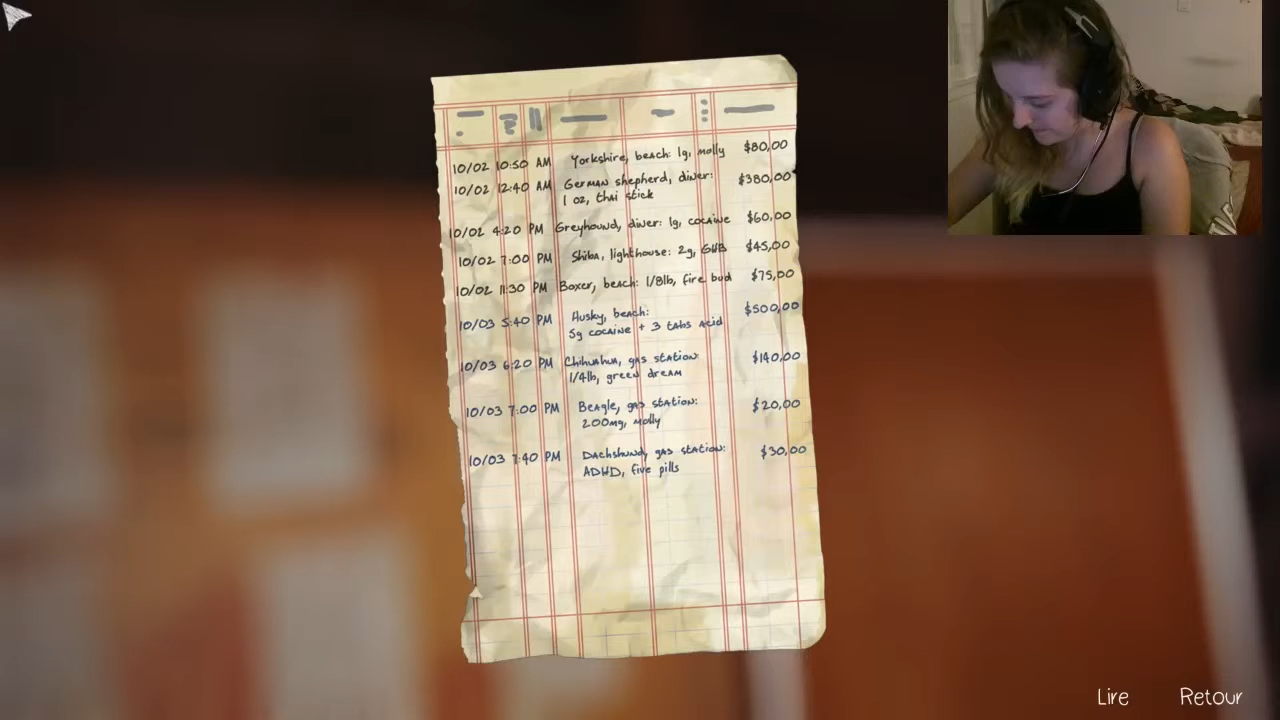 10/02 10:50 AM Yorkshire, beach: 1g, molly $80,00
10/02 12:40 AM German shepherd, diner: $380,00
1 oz, thai stick
10/02 4:20 PM Greyhound, diner: 1g, cocaine $60,00
10/02 7:00 PM Shiba, lighthouse: 2g, GHB $45,00
10/02 11:30 PM Boxer, beach: 1/8lb, fire bud $75,00
10/03 5:40 PM Husky, beach: $500,00
5g cocaine + 3 tabs acid
10/03 6:20 PM Chihuahua, gas station: $140,00
1/4lb, green dream
10/03 7:00 PM Beagle, gas station: $20,00
200mg, molly
10/03 7:40 PM Dachshund, gas station: $30,00
ADHD, five pills
Lire Retour